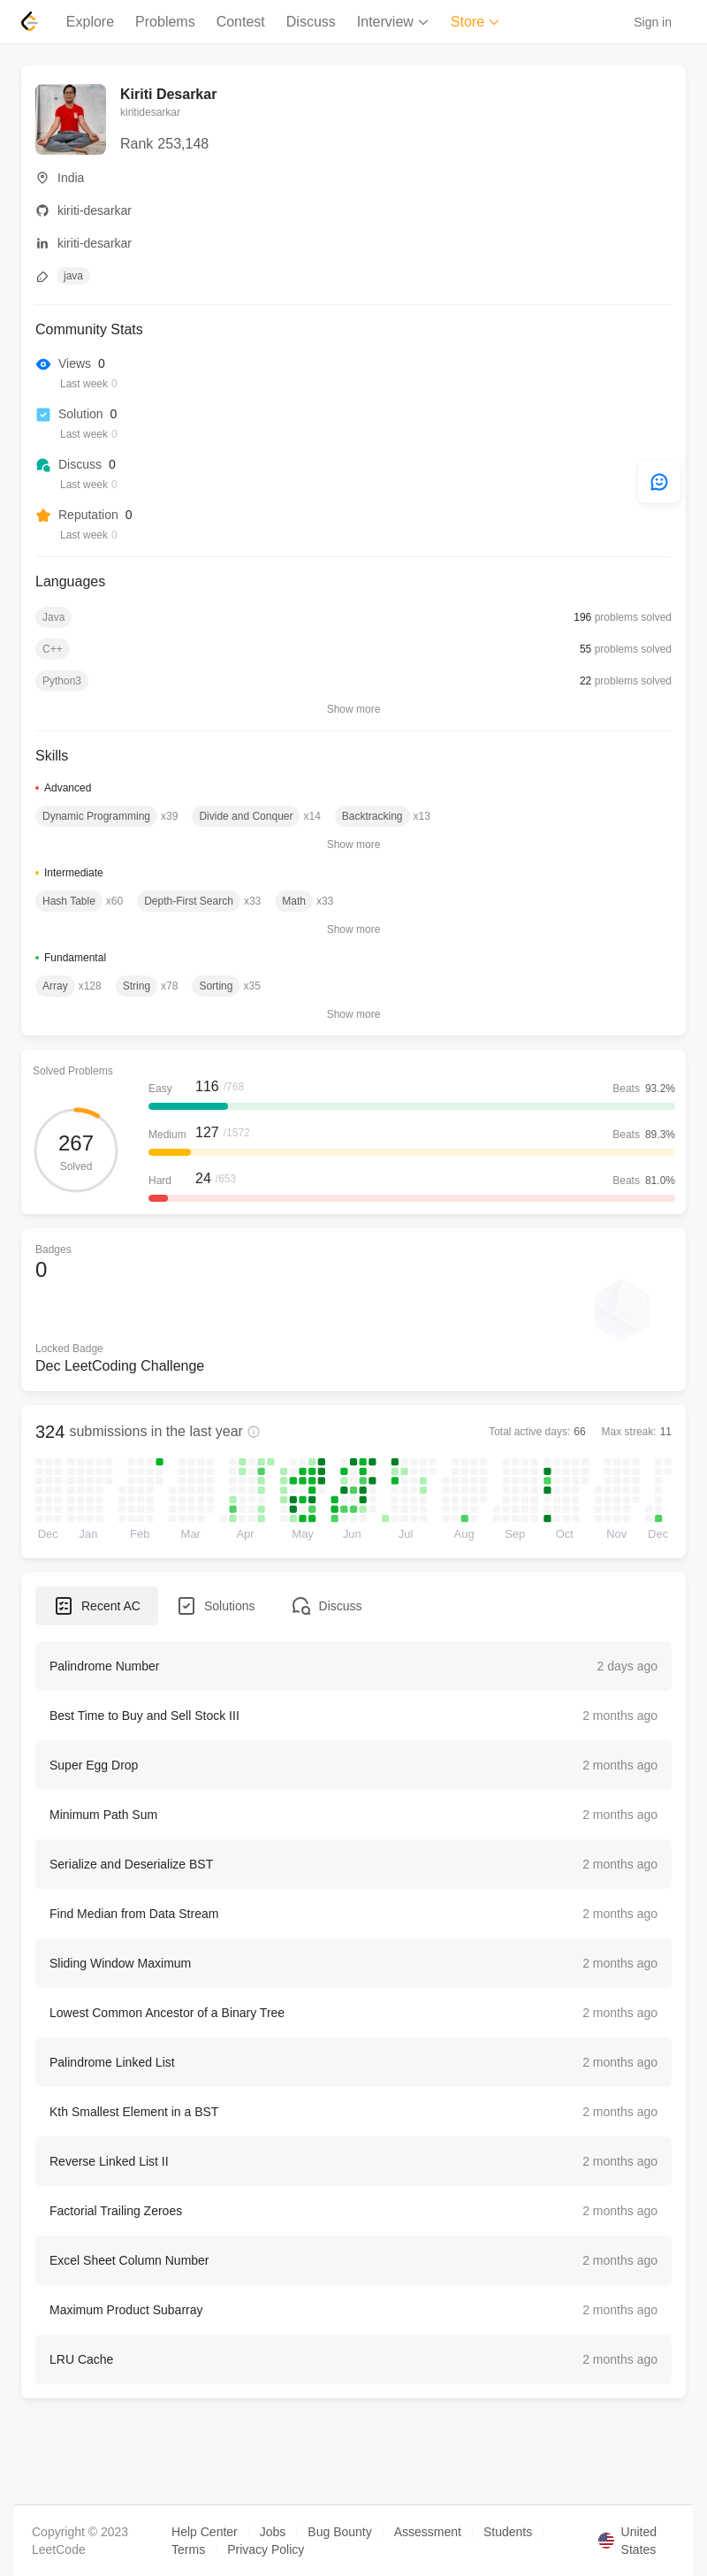 Explore Problems Contest Discuss Interview Store Sign in
Kiriti Desarkar
kiritidesarkar
Rank 253,148
India
kiriti-desarkar
kiriti-desarkar
java
Community Stats
Views 0
Last week 0
Solution 0
Last week 0
Discuss 0
Last week 0
Reputation 0
Last week 0
Languages
Java 196 problems solved
C++ 55 problems solved
Python3 22 problems solved
Show more
Skills
Advanced
Dynamic Programming x39 Divide and Conquer x14 Backtracking x13
Show more
Intermediate
Hash Table x60 Depth-First Search x33 Math x33
Show more
Fundamental
Array x128 String x78 Sorting x35
Show more
Solved Problems
267
Solved
Easy 116 /768 Beats 93.2%
Medium 127 /1572 Beats 89.3%
Hard 24 /653 Beats 81.0%
Badges
0
Locked Badge
Dec LeetCoding Challenge
324 submissions in the last year Total active days: 66 Max streak: 11
Dec Jan Feb Mar Apr May Jun Jul Aug Sep Oct Nov Dec
Recent AC Solutions Discuss
Palindrome Number 2 days ago
Best Time to Buy and Sell Stock III 2 months ago
Super Egg Drop 2 months ago
Minimum Path Sum 2 months ago
Serialize and Deserialize BST 2 months ago
Find Median from Data Stream 2 months ago
Sliding Window Maximum 2 months ago
Lowest Common Ancestor of a Binary Tree 2 months ago
Palindrome Linked List 2 months ago
Kth Smallest Element in a BST 2 months ago
Reverse Linked List II 2 months ago
Factorial Trailing Zeroes 2 months ago
Excel Sheet Column Number 2 months ago
Maximum Product Subarray 2 months ago
LRU Cache 2 months ago
Copyright © 2023 LeetCode
Help Center Jobs Bug Bounty Assessment Students
Terms Privacy Policy
United States